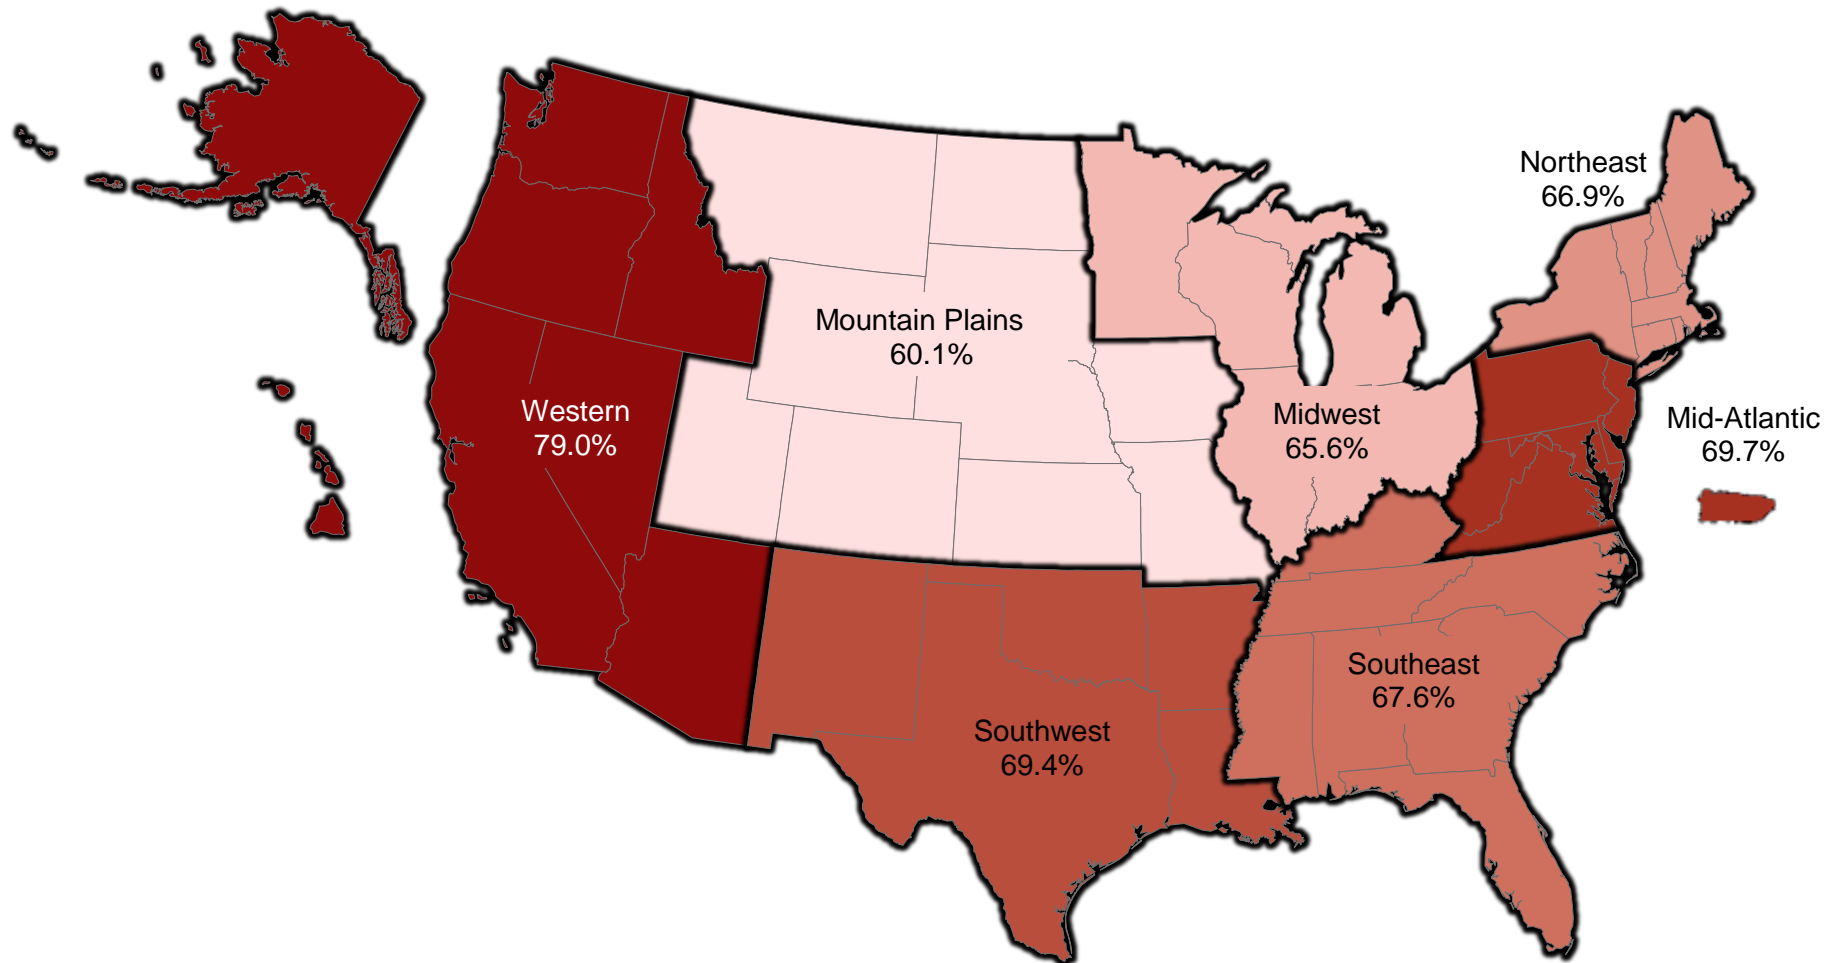 Northeast
66.9%
Mountain Plains
60.1%
Western
79.0%
Midwest
65.6%
Mid-Atlantic
69.7%
Southeast
67.6%
Southwest
69.4%